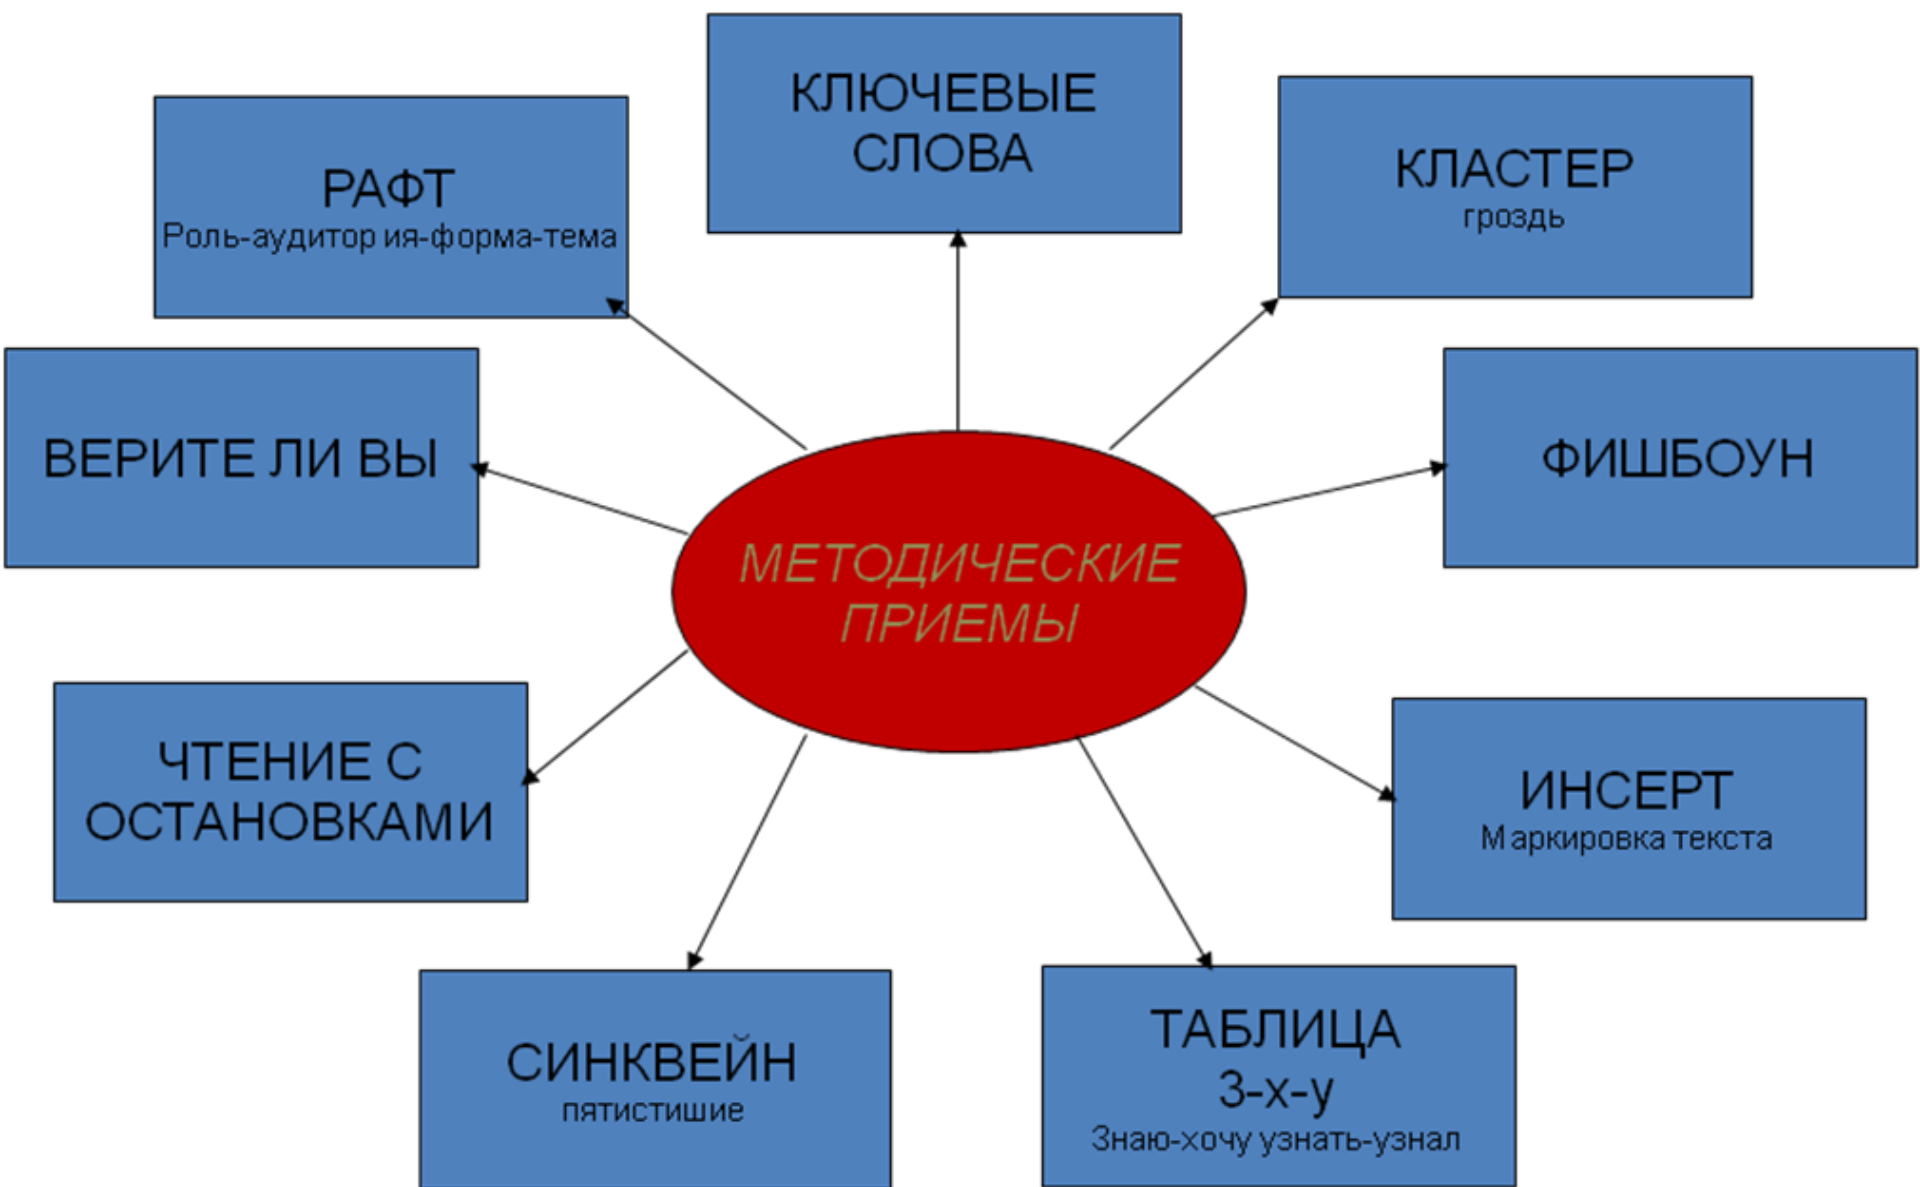 КЛЮЧЕВЫЕ
СЛОВА
РАФТ
Роль-аудитор ия-форма-тема
КЛАСТЕР
гроздь
ВЕРИТЕ ЛИ ВЫ
ФИШБОУН
МЕТОДИЧЕСКИЕ
ПРИЕМЫ
ЧТЕНИЕ С
ОСТАНОВКАМИ
ИНСЕРТ
Маркировка текста
СИНКВЕЙН
пятистишие
ТАБЛИЦА
З-х-у
Знаю-хочу узнать-узнал